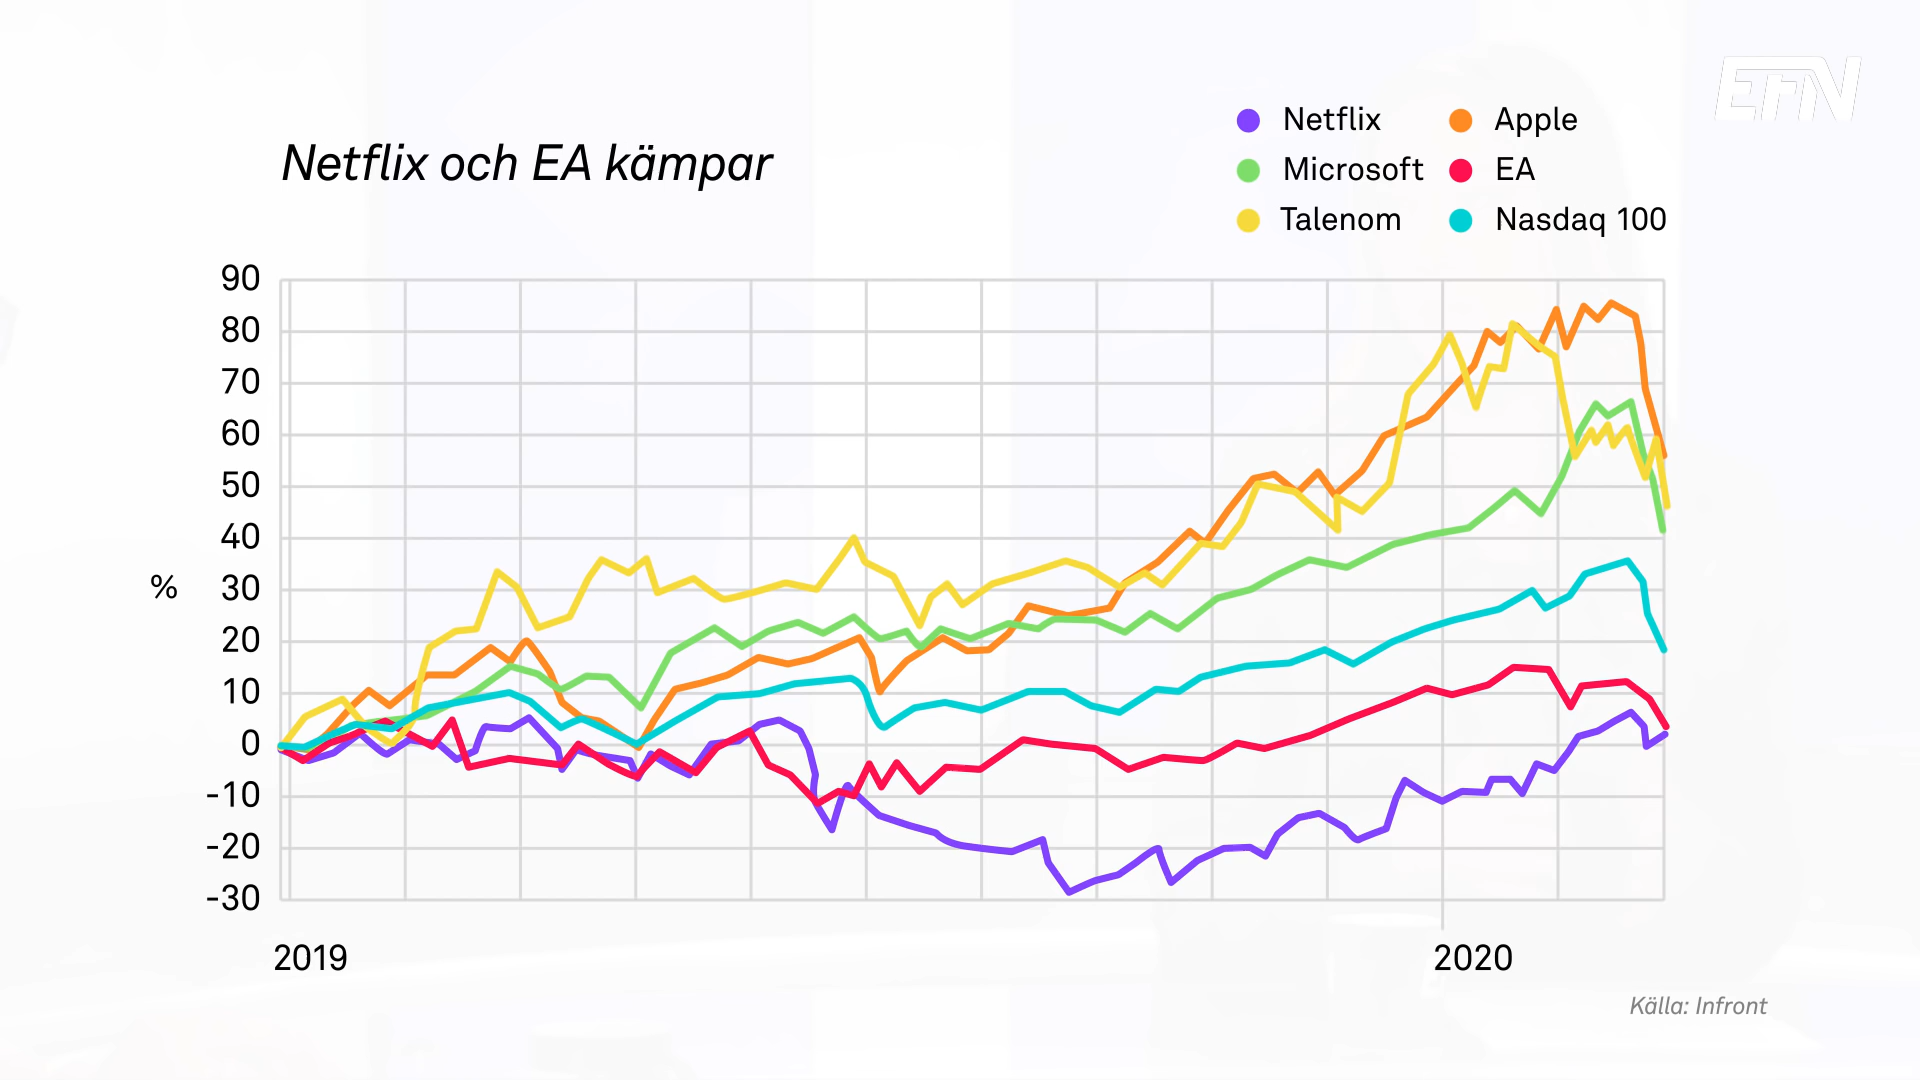 EFN
Netflix och EA kämpar
Netflix
Apple
Microsoft
EA
Talenom
Nasdaq 100
90
80
70
60
50
40
%
30
20
10
0
-10
-20
-30
2019
2020
Källa: Infront